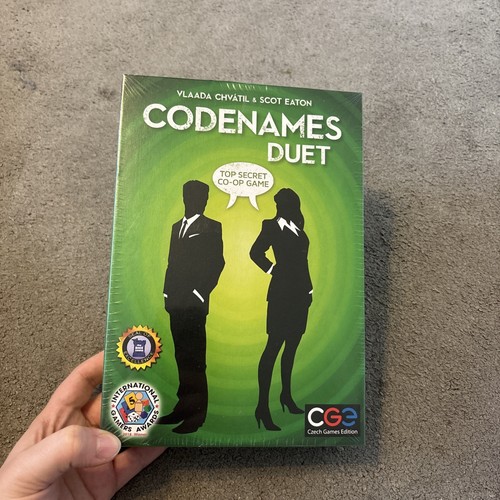 VLAADA CHVÁTIL & SCOT EATON
CODENAMES
DUET
TOP SECRET
CO-OP GAME
INTERNATIONAL
GAMERS AWARDS
CGE
Czech Games Edition